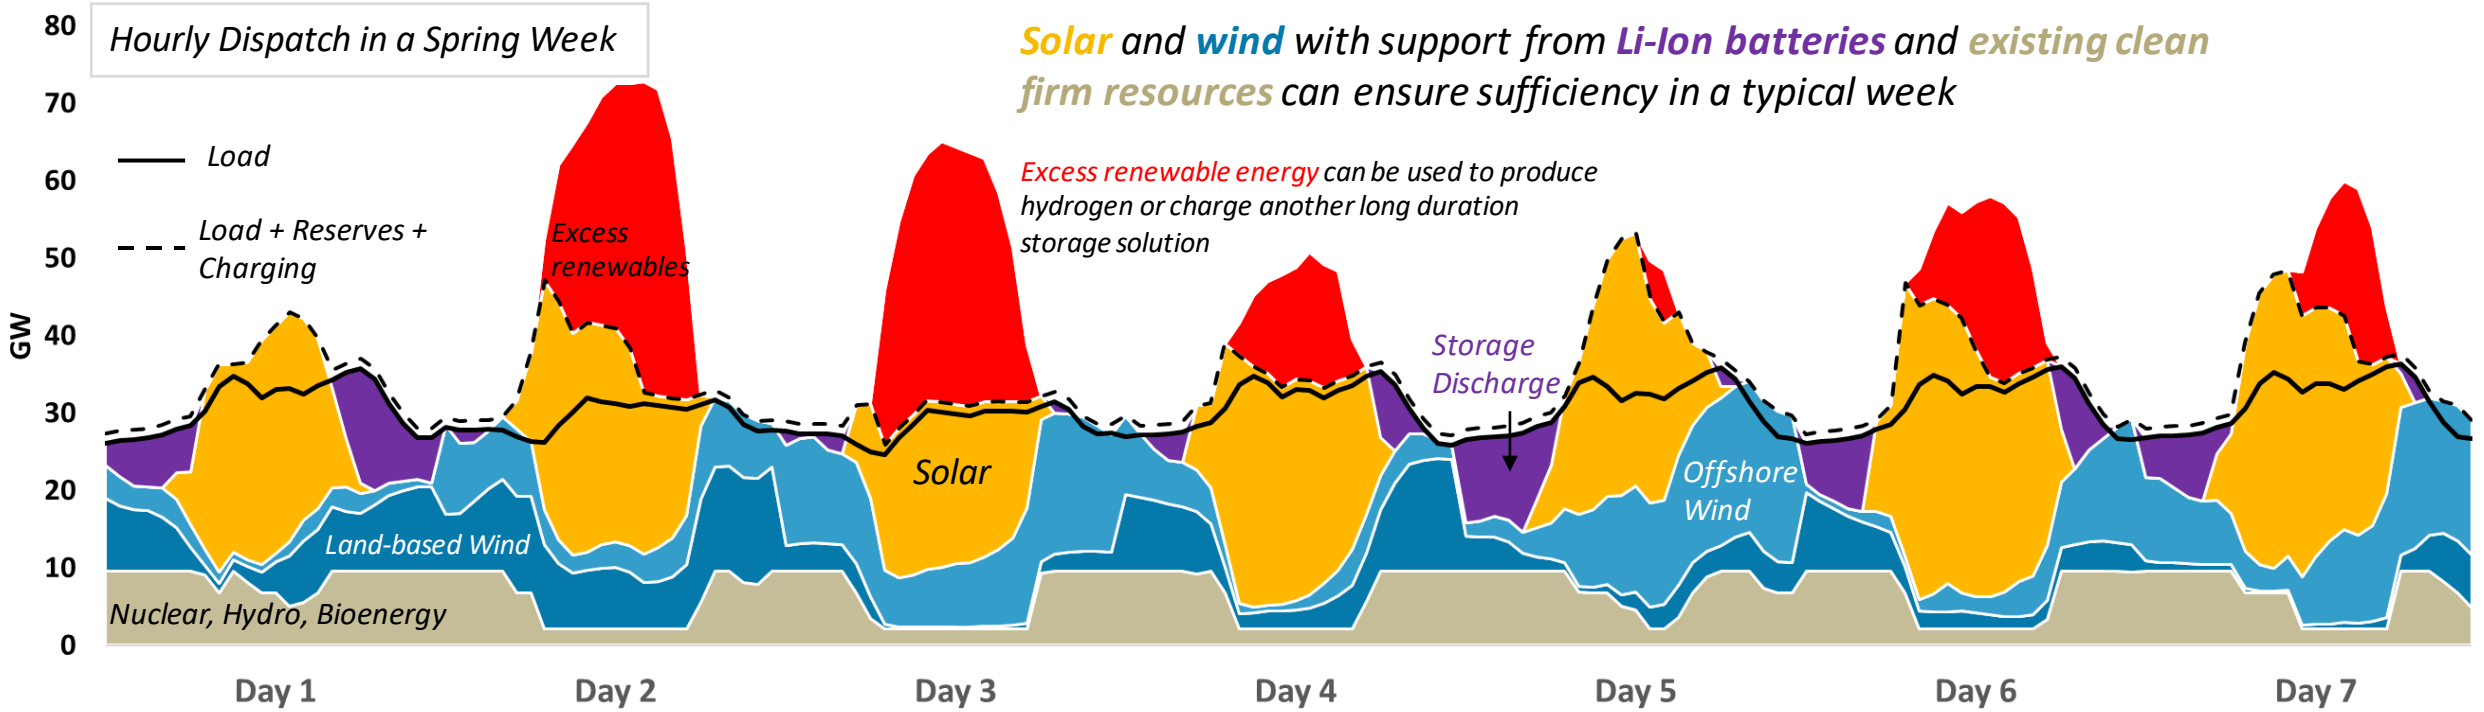 Hourly Dispatch in a Spring Week
Solar and wind with support from Li-Ion batteries and existing clean
firm resources can ensure sufficiency in a typical week
Excess renewable energy can be used to produce
hydrogen or charge another long duration
storage solution
Load
Load + Reserves +
Charging
GW
80
70
60
50
40
30
20
10
0
Excess
renewables
Storage
Discharge
Solar
Offshore
Wind
Land-based Wind
Nuclear, Hydro, Bioenergy
Day 1
Day 2
Day 3
Day 4
Day 5
Day 6
Day 7